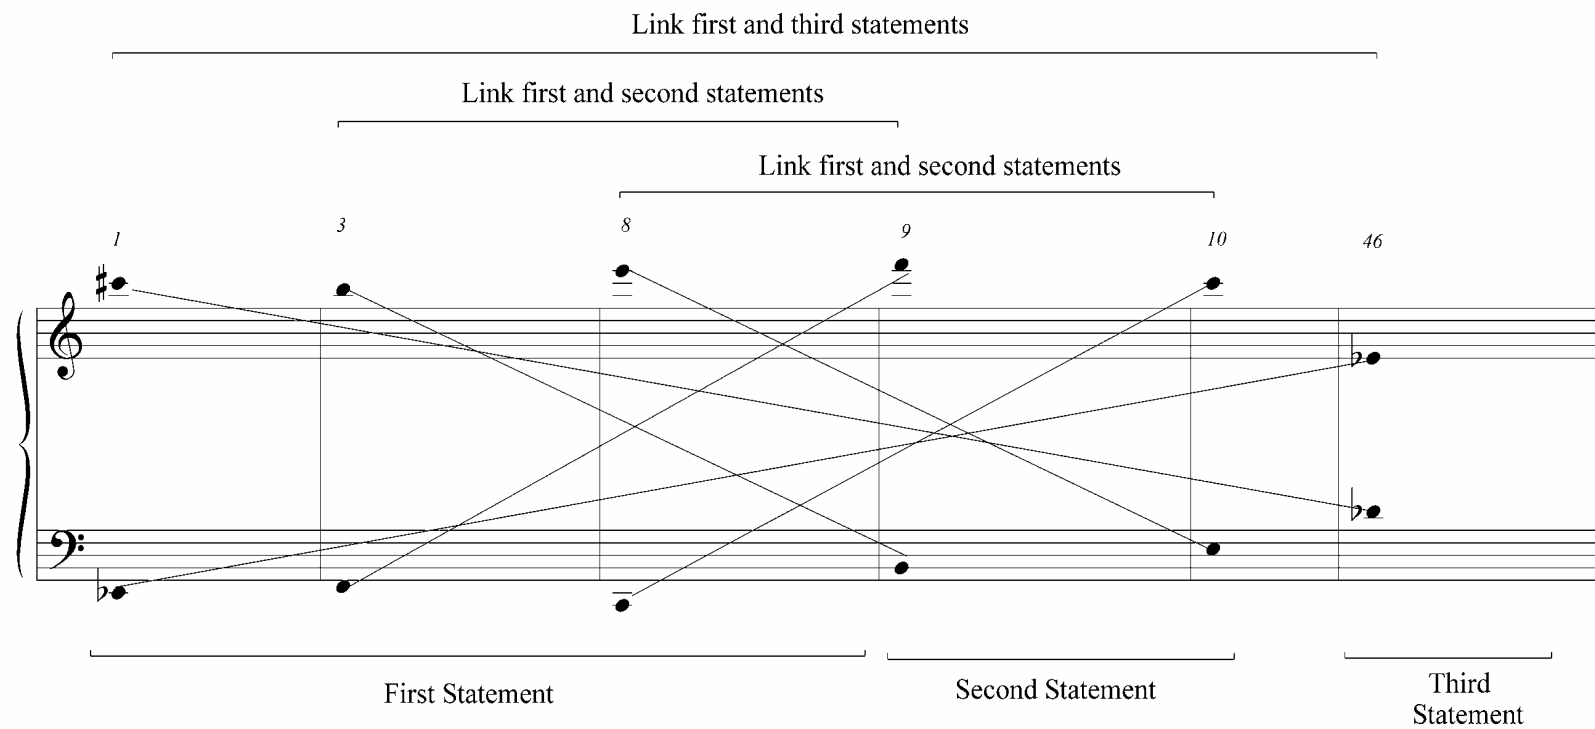 Link first and third statements
Link first and second statements
Link first and second statements
1 3 8 9 10 46
First Statement
Second Statement
Third
Statement